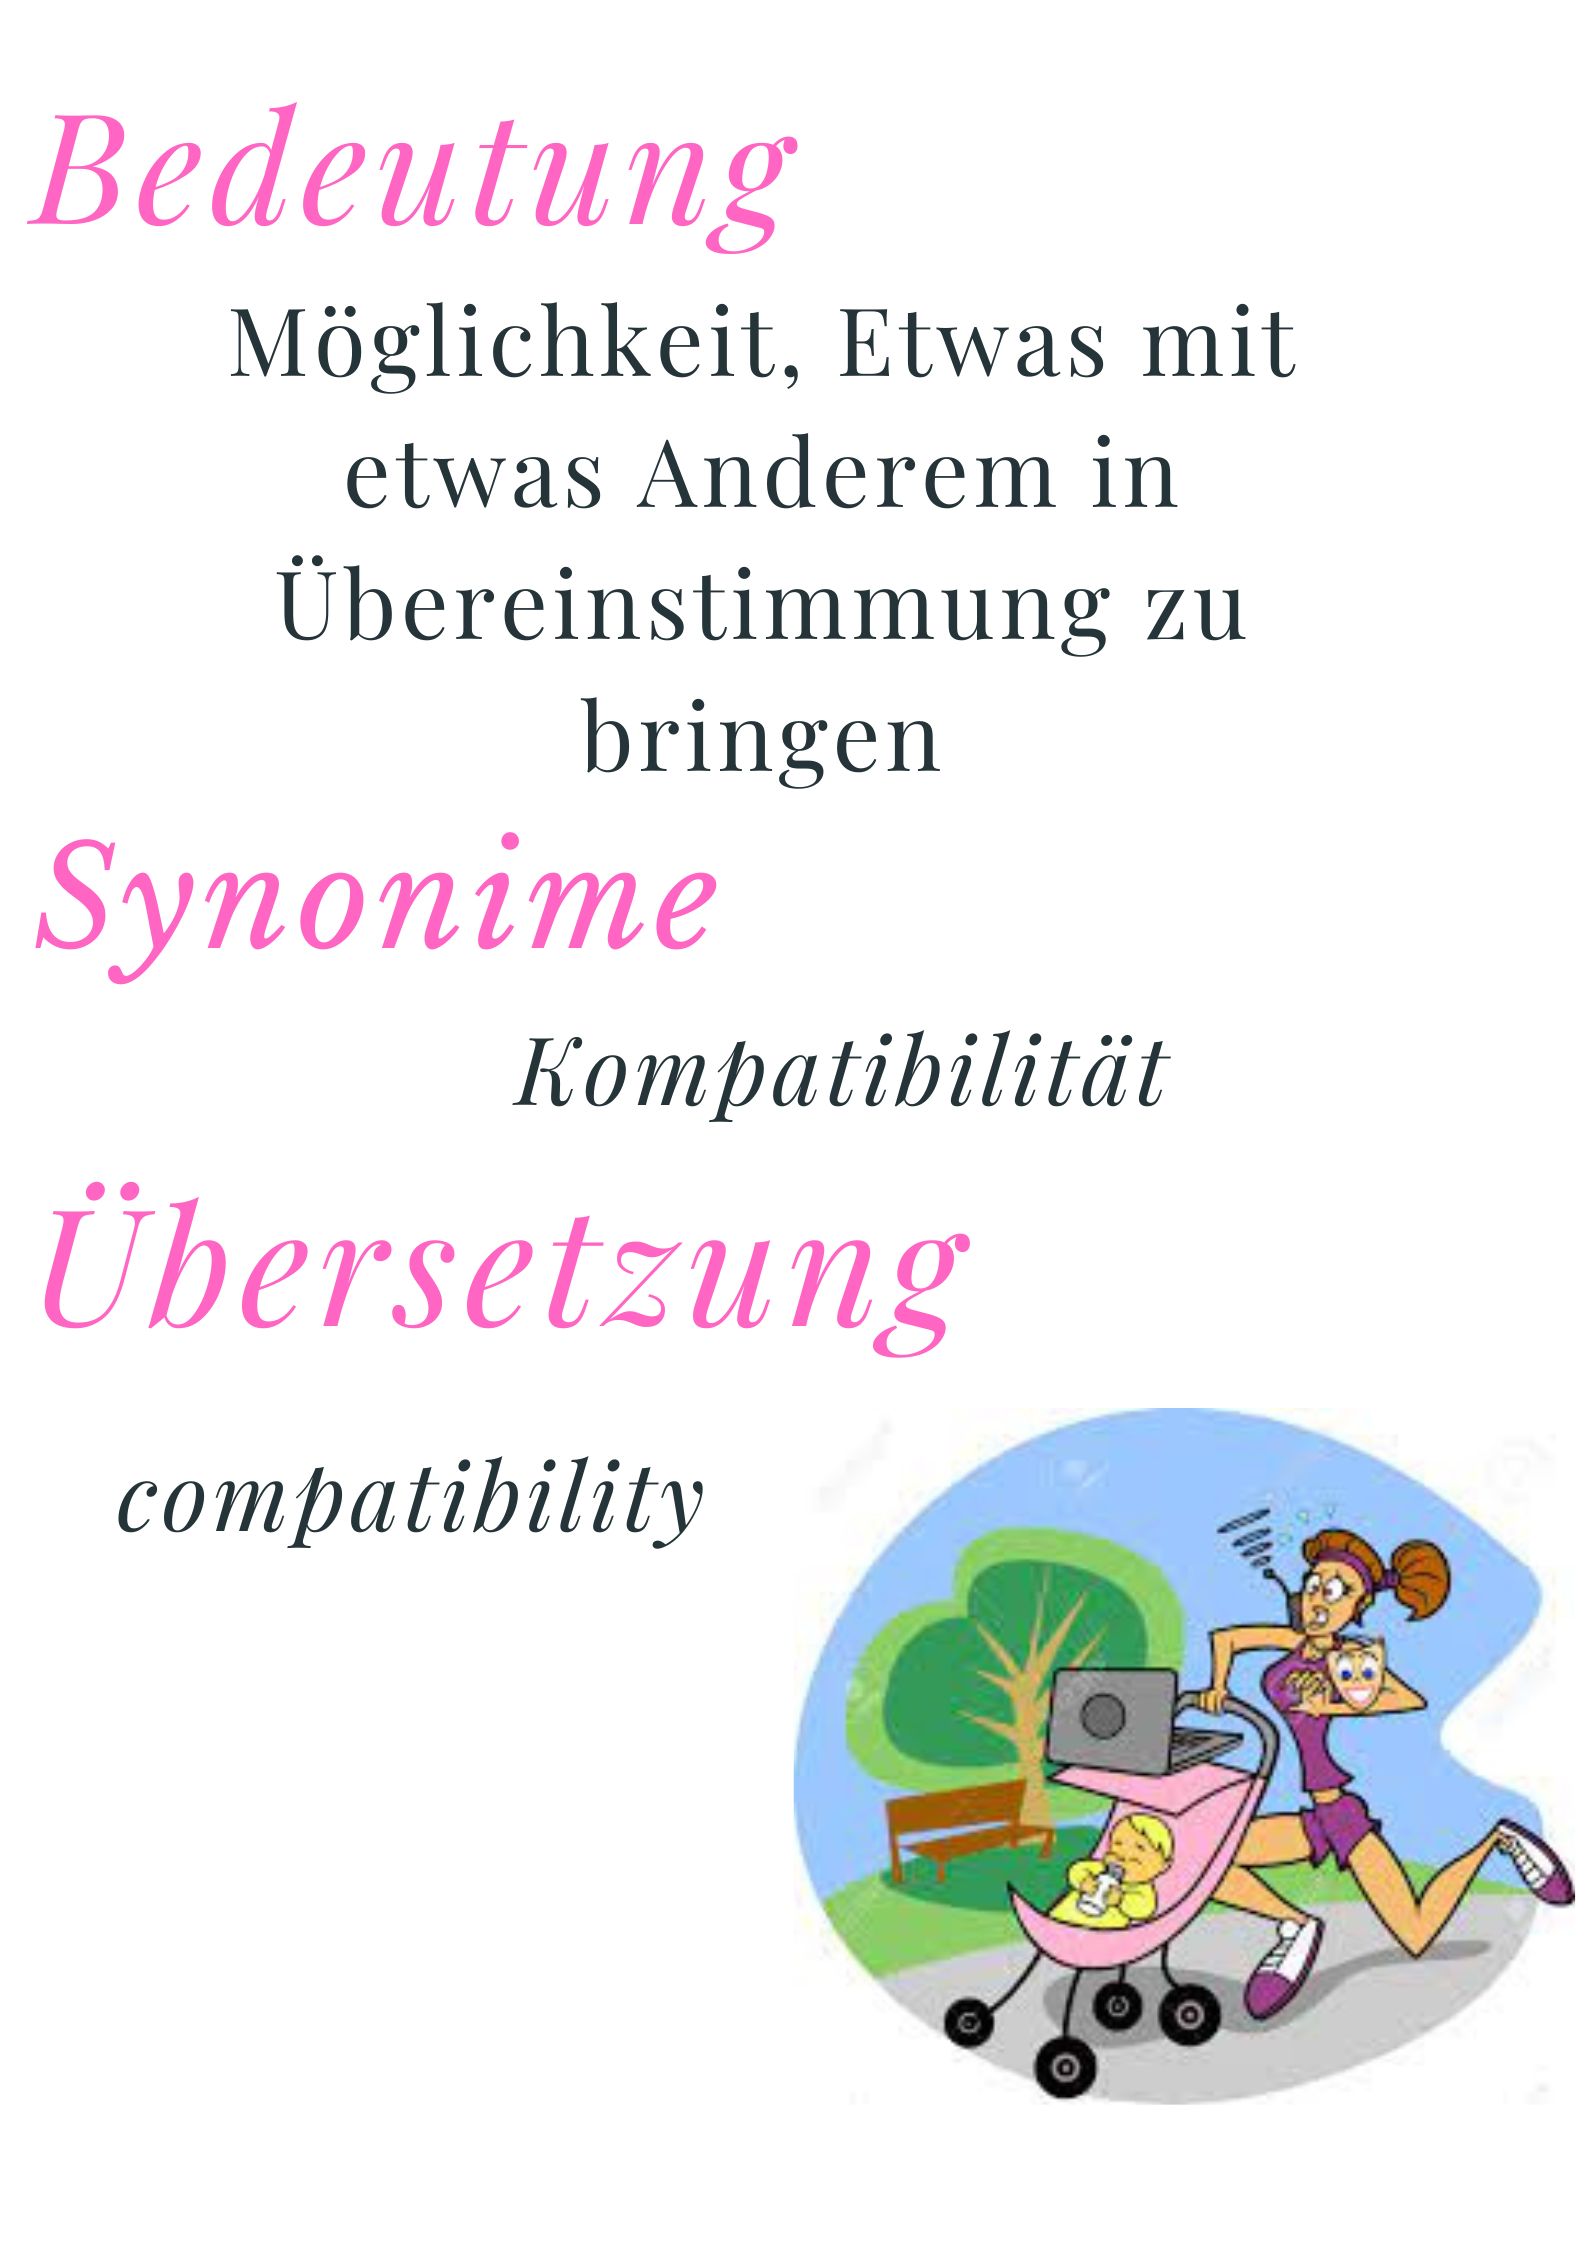 Bedeutung
Möglichkeit, Etwas mit
etwas Anderem in
Übereinstimmung zu
bringen
Synonime
Kompatibilität
Übersetzung
compatibility